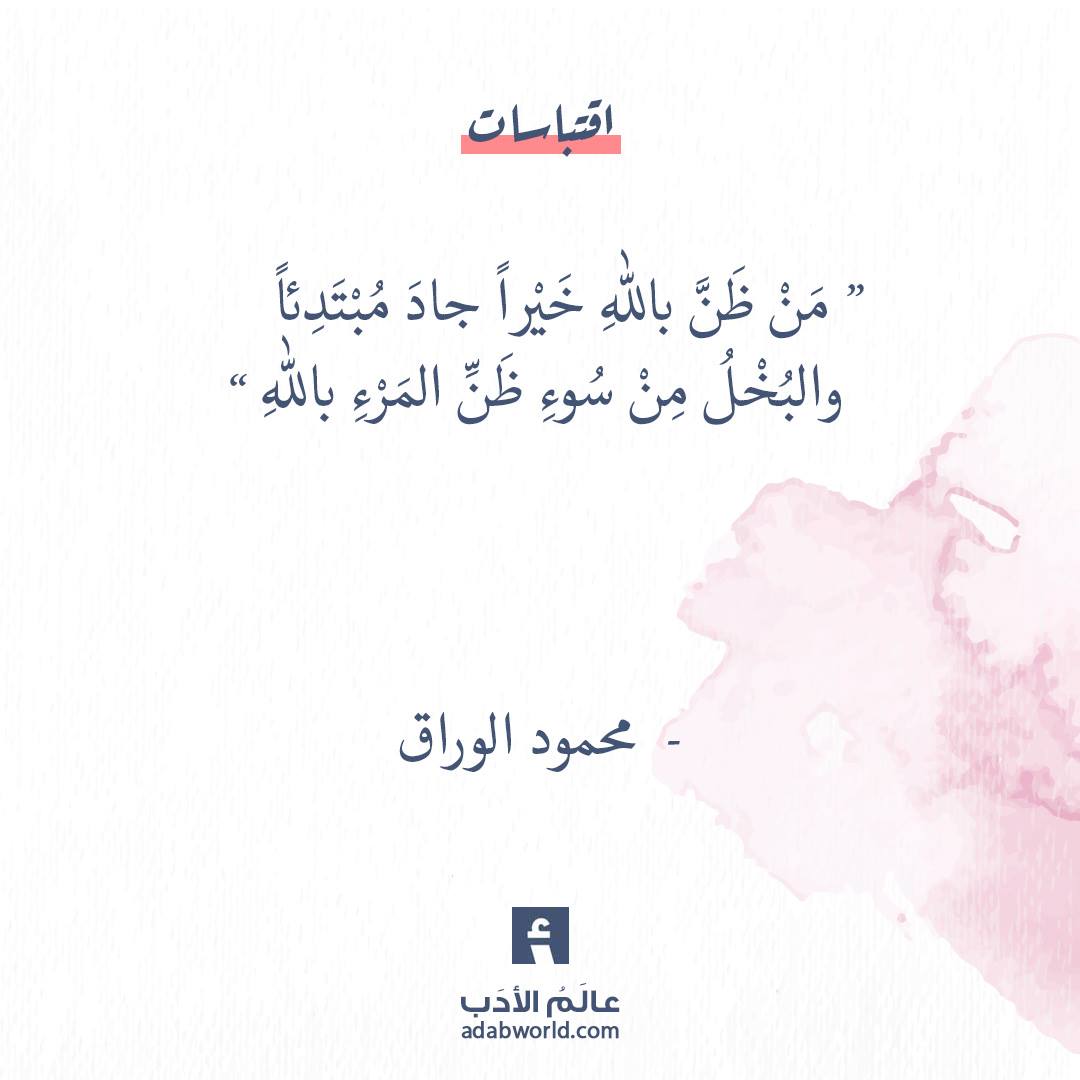 اقتباسات
” مَنْ ظَنَّ باللهِ خَيْراً جادَ مُبْتَدِئاً
والبُخْلُ مِنْ سُوءِ ظَنِّ المَرْءِ باللهِ “
- محمود الوراق
أ
عالَمُ الأدَب
adabworld.com